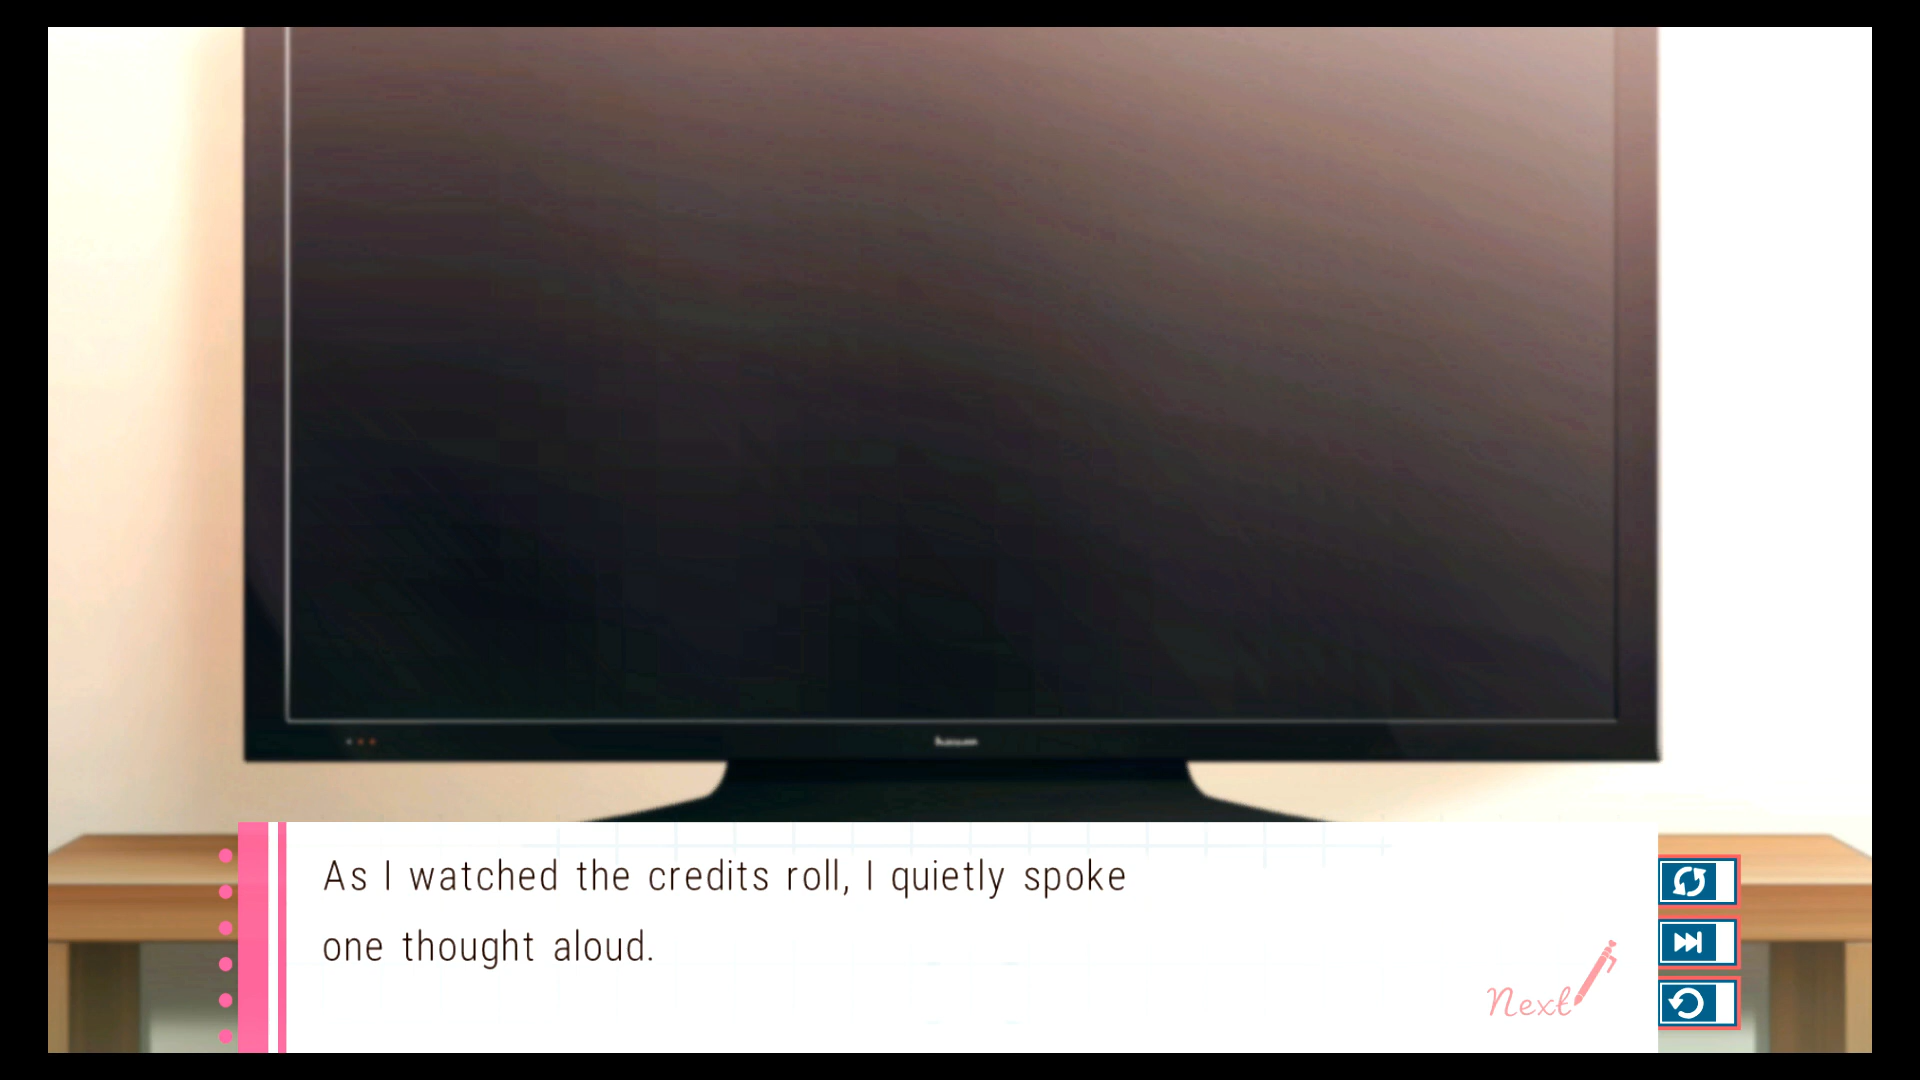 As I watched the credits roll, I quietly spoke
one thought aloud.
Next